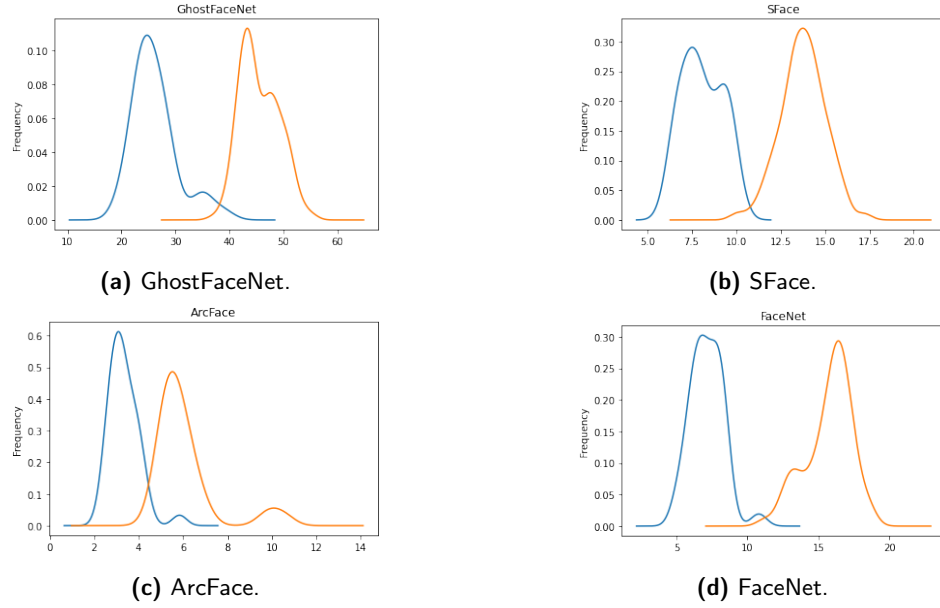 GhostFaceNet
Frequency
0.10
0.08
0.06
0.04
0.02
0.00
10 20 30 40 50 60
(a) GhostFaceNet.
SFace
Frequency
0.30
0.25
0.20
0.15
0.10
0.05
0.00
5.0 7.5 10.0 12.5 15.0 17.5 20.0
(b) SFace.
ArcFace
Frequency
0.6
0.5
0.4
0.3
0.2
0.1
0.0
0 2 4 6 8 10 12 14
(c) ArcFace.
FaceNet
Frequency
0.30
0.25
0.20
0.15
0.10
0.05
0.00
5 10 15 20
(d) FaceNet.